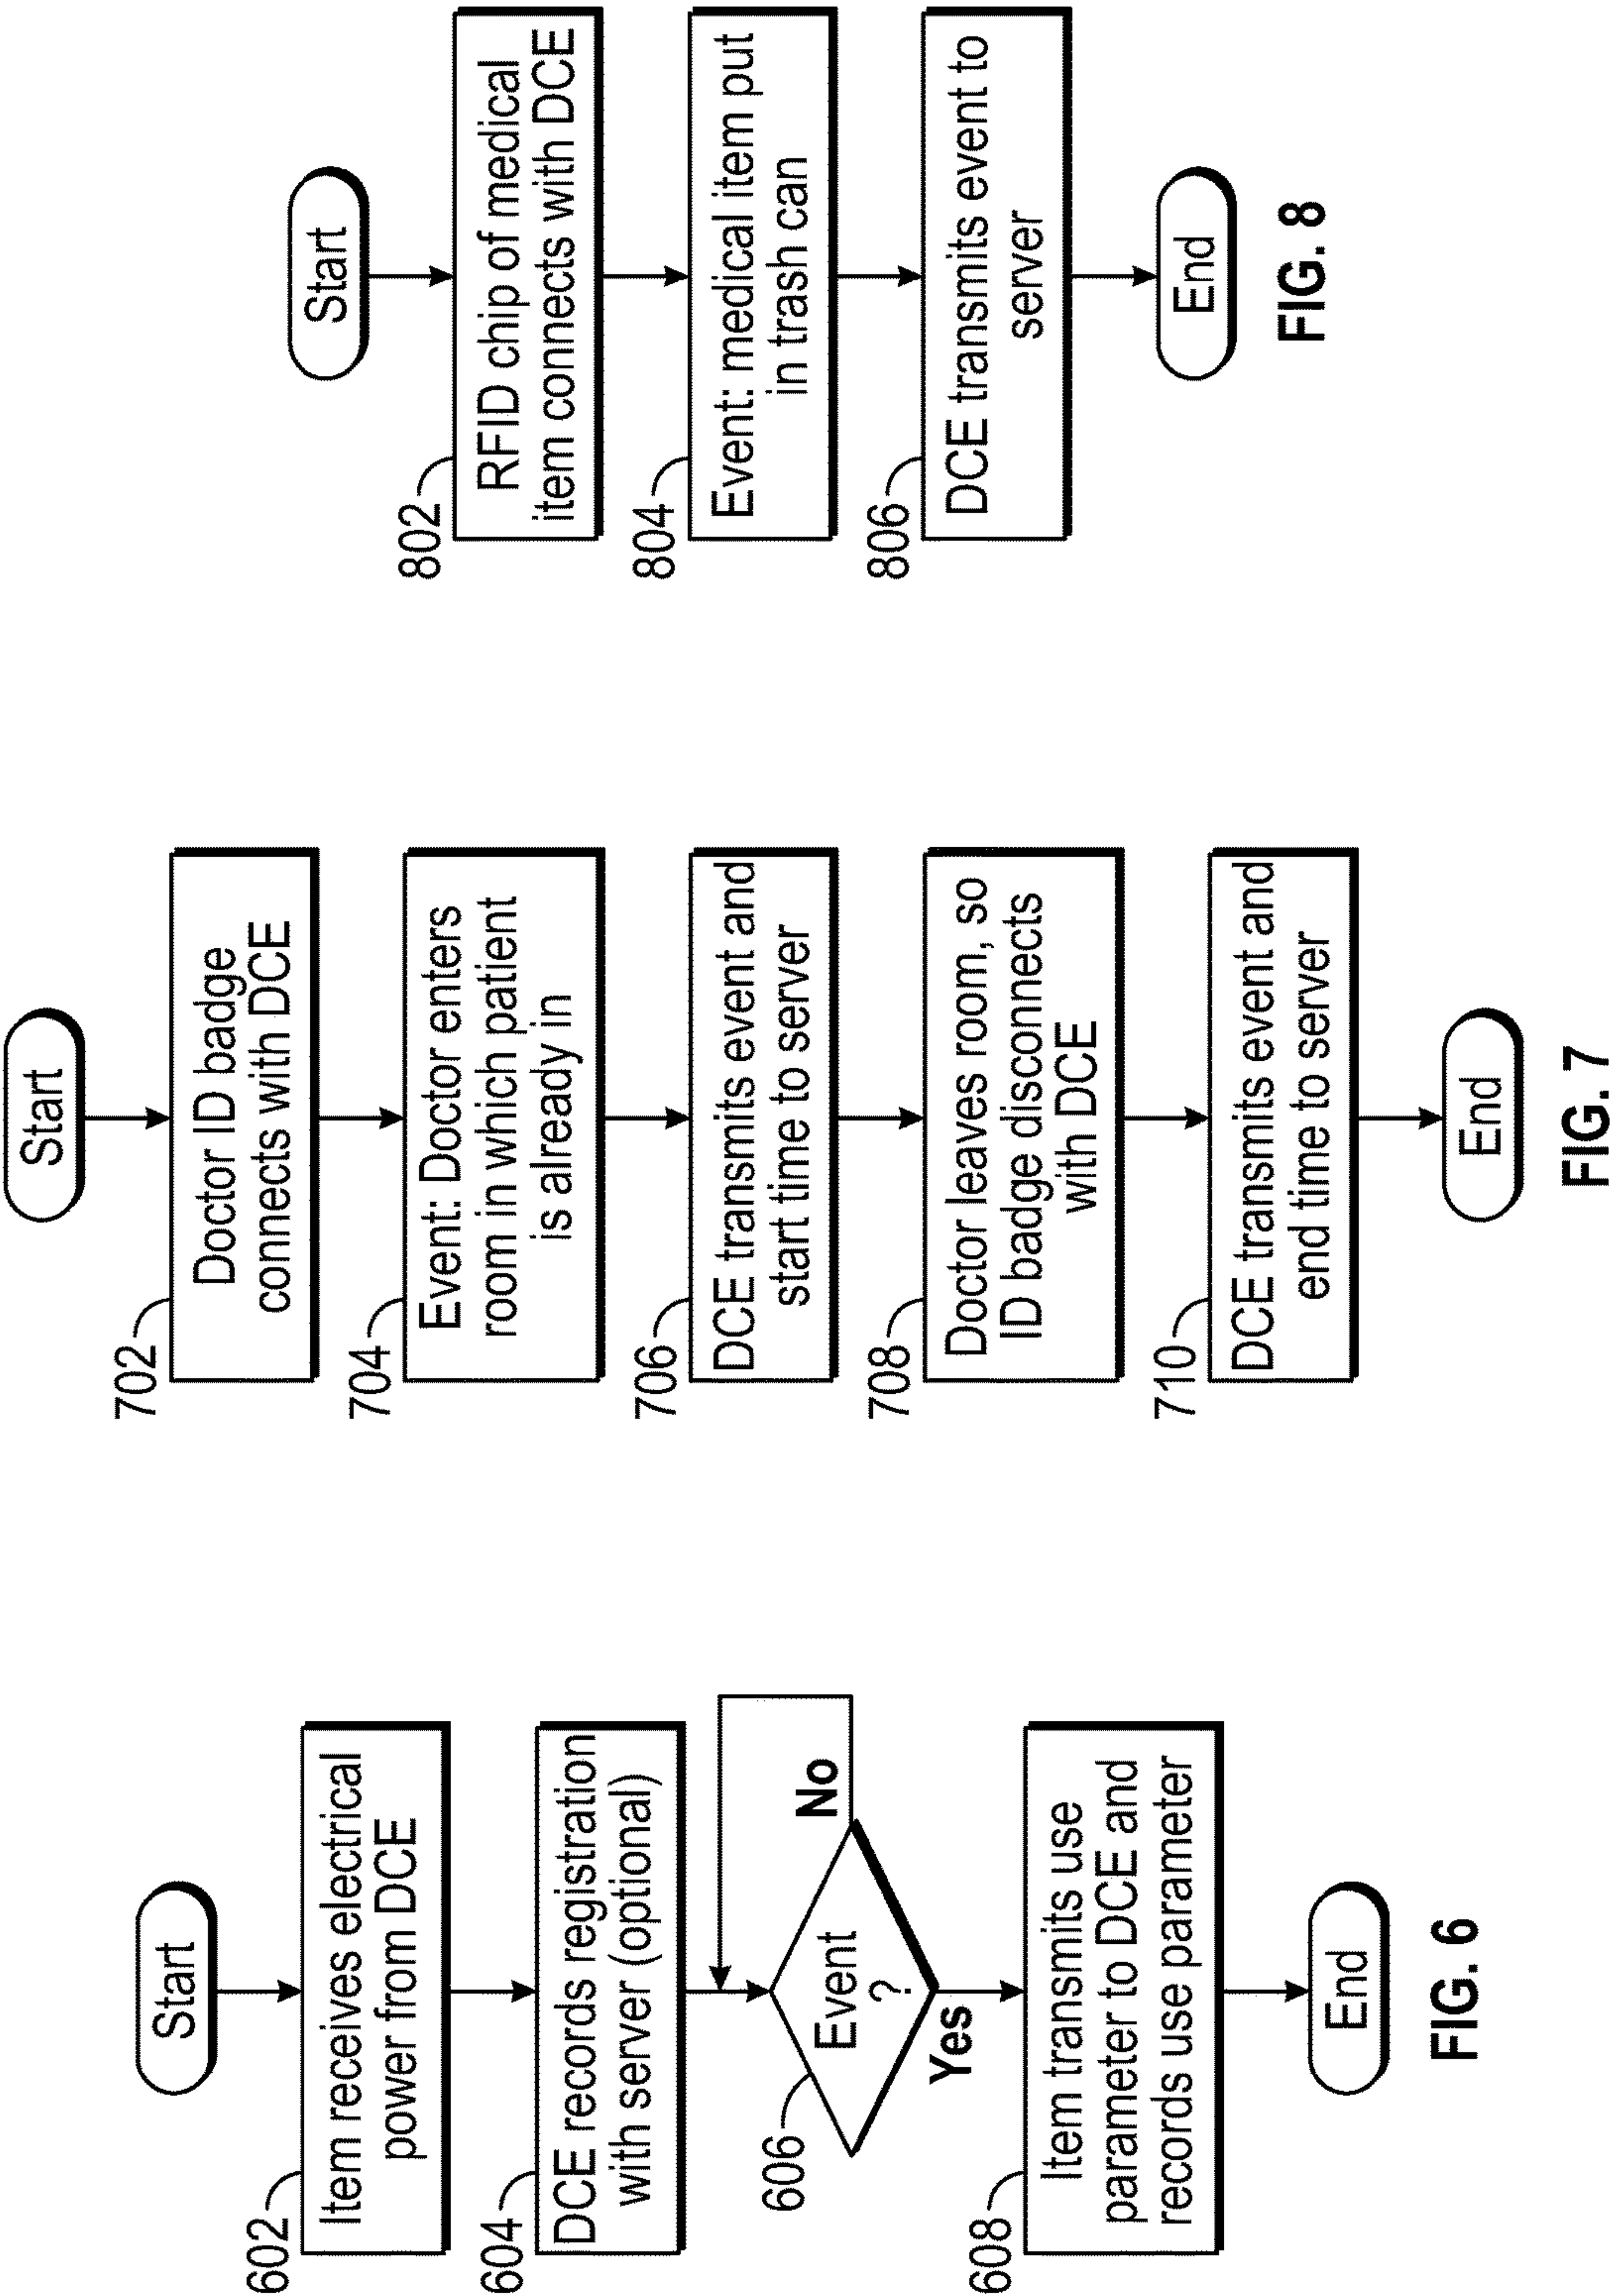 Start
602
Item receives electrical
power from DCE
604
DCE records registration
with server (optional)
606
Event
?
No
Yes
608
Item transmits use
parameter to DCE and
records use parameter
End
FIG. 6
Start
702
Doctor ID badge
connects with DCE
704
Event: Doctor enters
room in which patient
is already in
706
DCE transmits event and
start time to server
708
Doctor leaves room, so
ID badge disconnects
with DCE
710
DCE transmits event and
end time to server
End
FIG. 7
Start
802
RFID chip of medical
item connects with DCE
804
Event: medical item put
in trash can
806
DCE transmits event to
server
End
FIG. 8